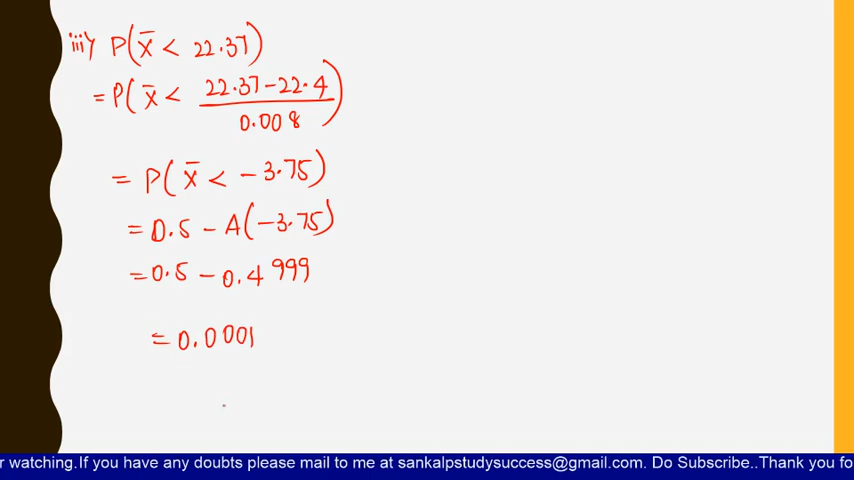 iii) P(x̄ < 22.37)
= P(x̄ < (22.37-22.4)/0.008)
= P(x̄ < -3.75)
= 0.5 - A(-3.75)
= 0.5 - 0.4999
= 0.0001
r watching.If you have any doubts please mail to me at sankalpstudysuccess@gmail.com. Do Subscribe..Thank you fo